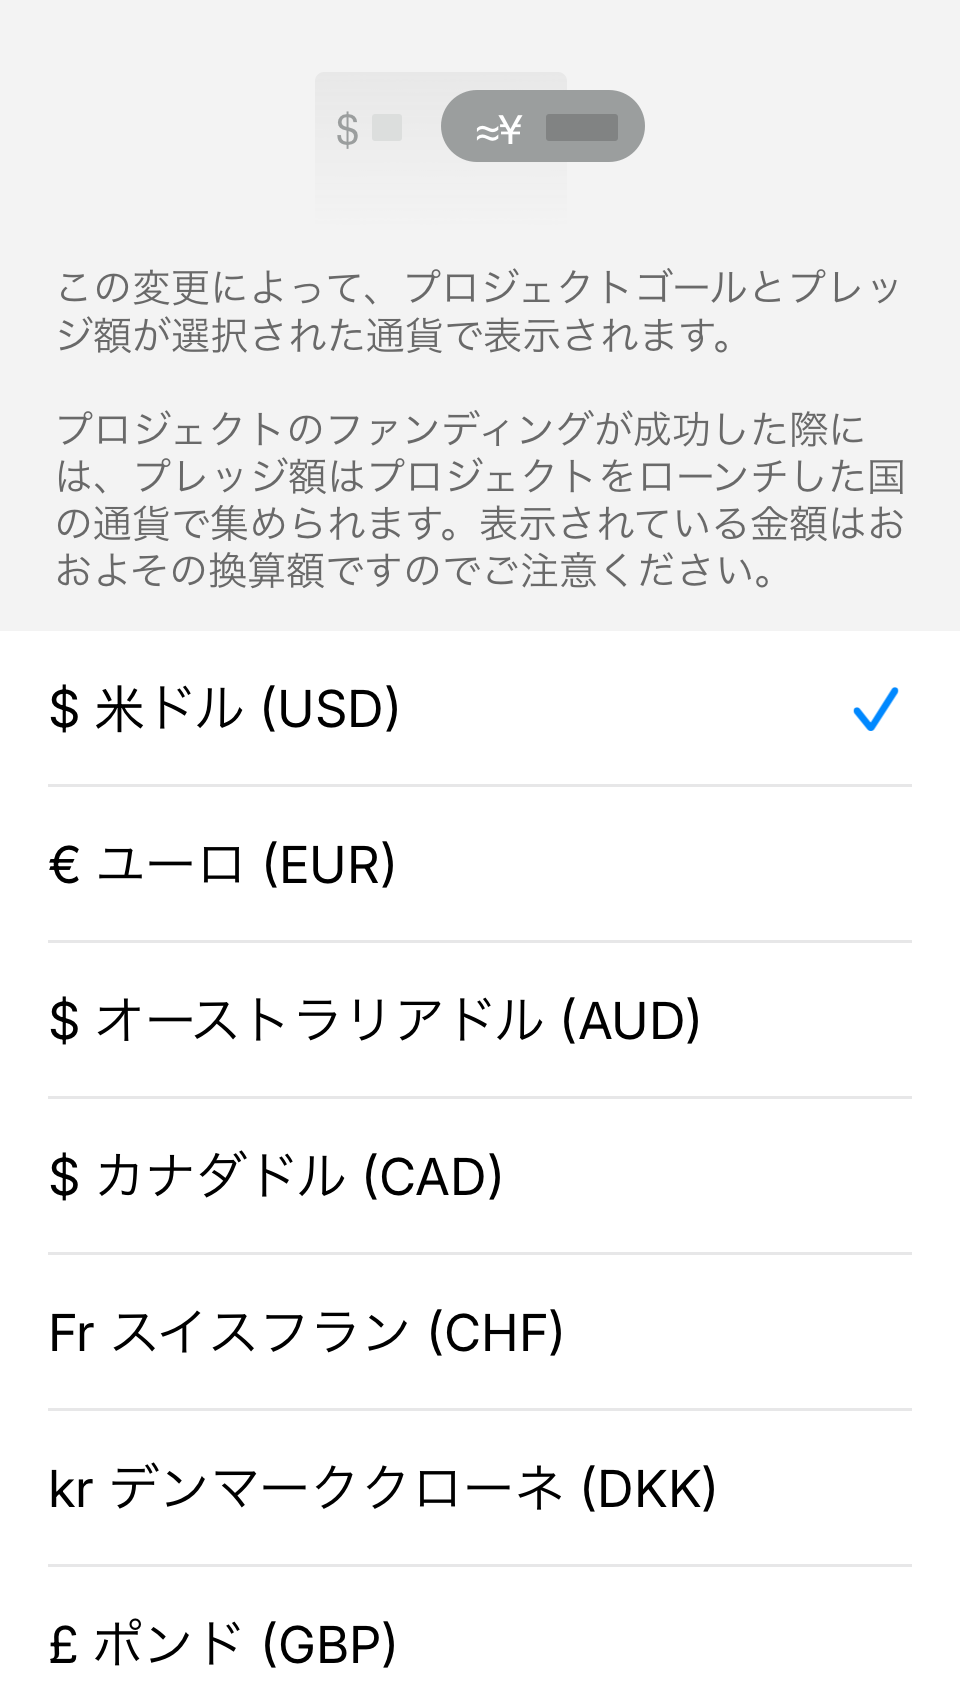 $
≈¥
この変更によって、プロジェクトゴールとプレッ
ジ額が選択された通貨で表示されます。
プロジェクトのファンディングが成功した際に
は、プレッジ額はプロジェクトをローンチした国
の通貨で集められます。表示されている金額はお
およその換算額ですのでご注意ください。
$ 米ドル (USD)
€ ユーロ (EUR)
$ オーストラリアドル (AUD)
$ カナダドル (CAD)
Fr スイスフラン (CHF)
kr デンマーククローネ (DKK)
£ ポンド (GBP)